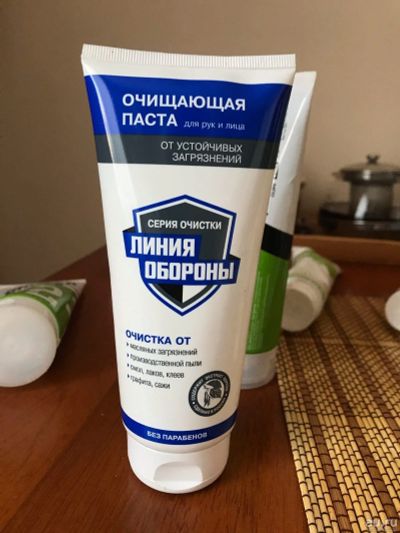 ОЧИЩАЮЩАЯ
ПАСТА для рук и лица
ОТ УСТОЙЧИВЫХ
ЗАГРЯЗНЕНИЙ
СЕРИЯ ОЧИСТКИ
ЛИНИЯ
ОБОРОНЫ
ОЧИСТКА ОТ
масляных загрязнений
производственной пыли
смол, лаков, клеев
графита, сажи
БЕЗ ПАРАБЕНОВ